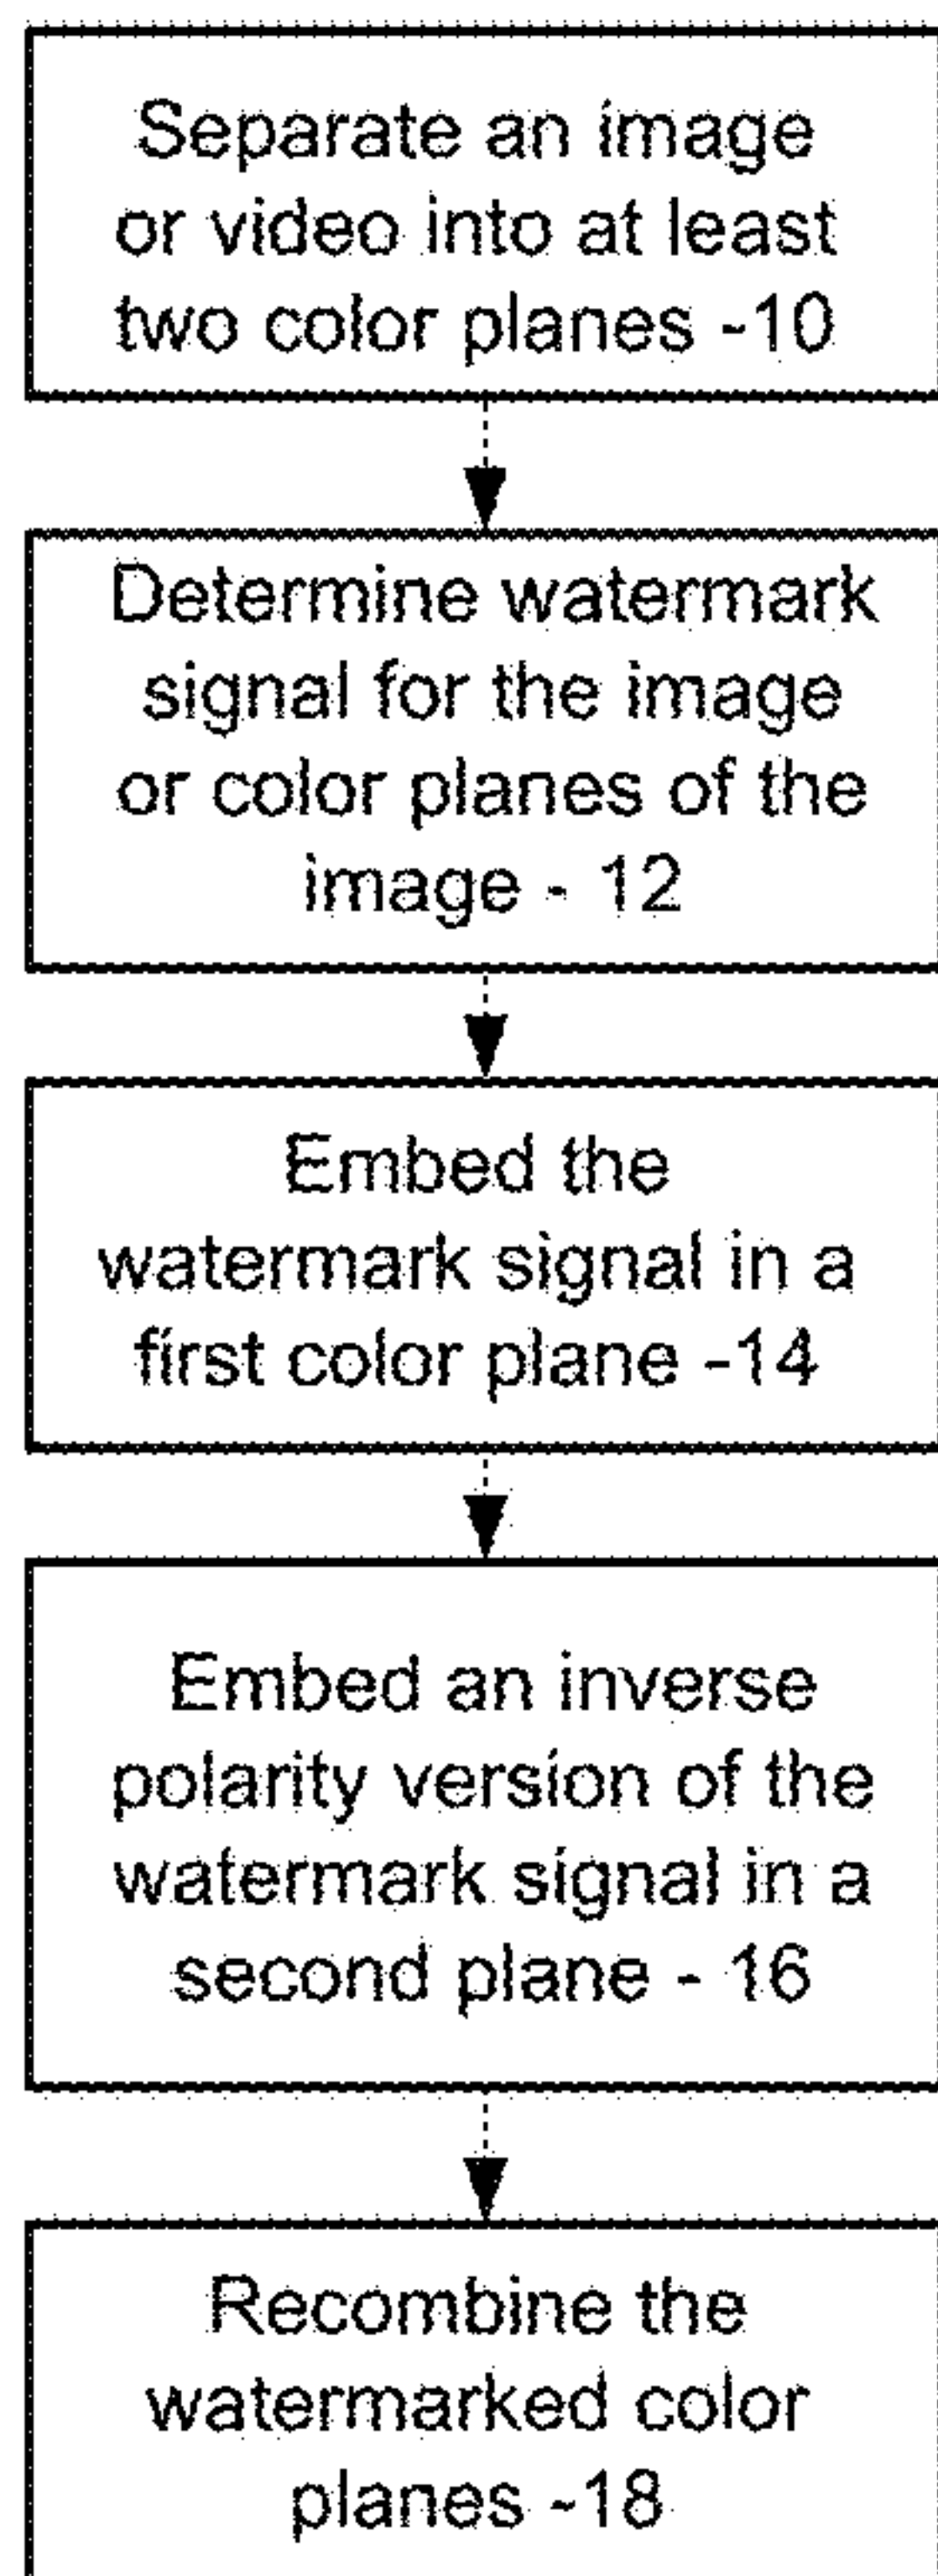 Separate an image
or video into at least
two color planes -10
Determine watermark
signal for the image
or color planes of the
image - 12
Embed the
watermark signal in a
first color plane -14
Embed an inverse
polarity version of the
watermark signal in a
second plane - 16
Recombine the
watermarked color
planes -18